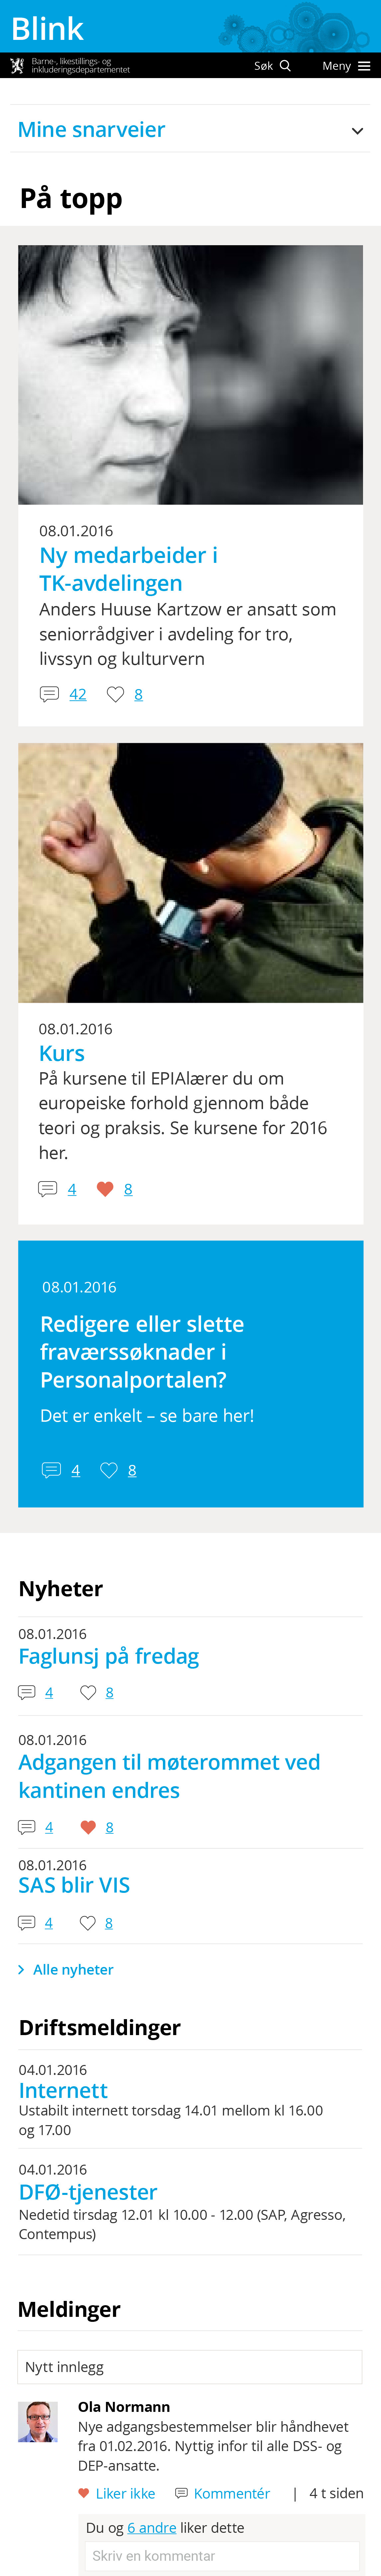 Blink
Barne-, likestillings- og
inkluderingsdepartementet
Søk
Meny
Mine snarveier
På topp
08.01.2016
Ny medarbeider i
TK-avdelingen
Anders Huuse Kartzow er ansatt som
seniorrådgiver i avdeling for tro,
livssyn og kulturvern
42 8
08.01.2016
Kurs
På kursene til EPIAlærer du om
europeiske forhold gjennom både
teori og praksis. Se kursene for 2016
her.
4 8
08.01.2016
Redigere eller slette
fraværssøknader i
Personalportalen?
Det er enkelt – se bare her!
4 8
Nyheter
08.01.2016
Faglunsj på fredag
4 8
08.01.2016
Adgangen til møterommet ved
kantinen endres
4 8
08.01.2016
SAS blir VIS
4 8
Alle nyheter
Driftsmeldinger
04.01.2016
Internett
Ustabilt internett torsdag 14.01 mellom kl 16.00
og 17.00
04.01.2016
DFØ-tjenester
Nedetid tirsdag 12.01 kl 10.00 - 12.00 (SAP, Agresso,
Contempus)
Meldinger
Nytt innlegg
Ola Normann
Nye adgangsbestemmelser blir håndhevet
fra 01.02.2016. Nyttig infor til alle DSS- og
DEP-ansatte.
Liker ikke Kommentér | 4 t siden
Du og 6 andre liker dette
Skriv en kommentar